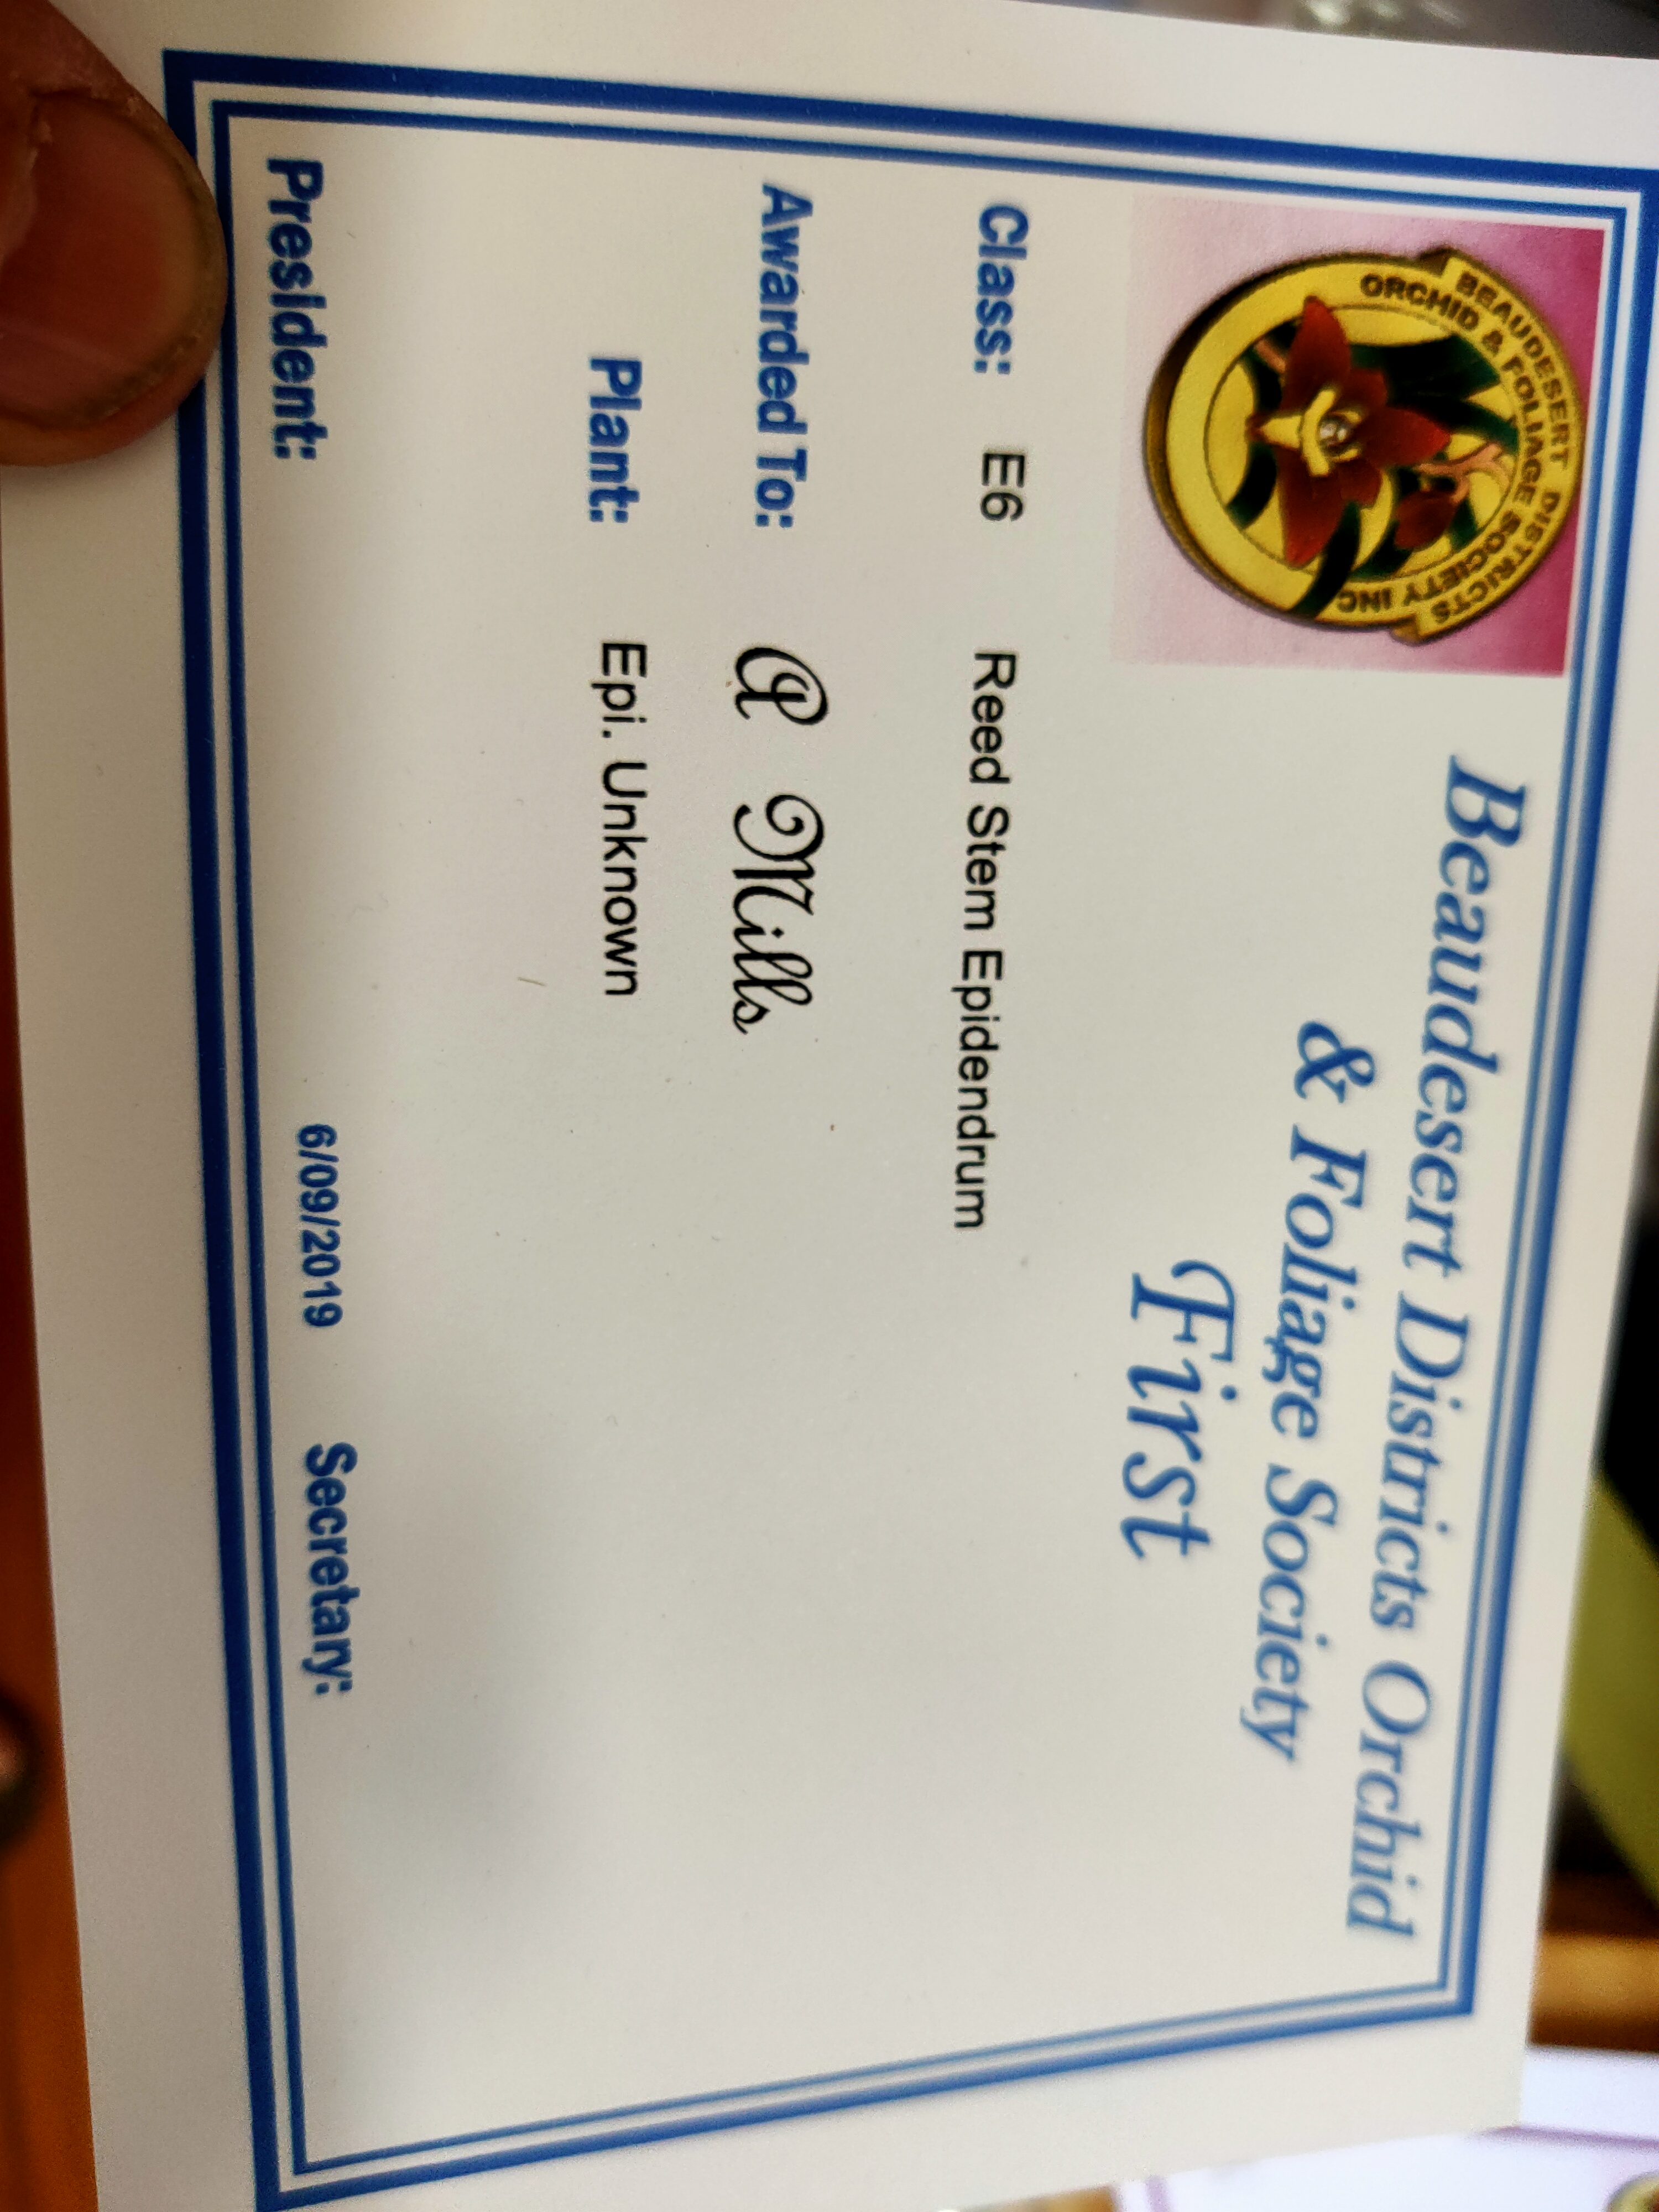 BEAUDESERT DISTRICTS
ORCHID & FOLIAGE SOCIETY INC
Beaudesert Districts Orchid
& Foliage Society
First
Class: E6 Reed Stem Epidendrum
Awarded To: A Mills
Plant: Epi. Unknown
President: 6/09/2019 Secretary: